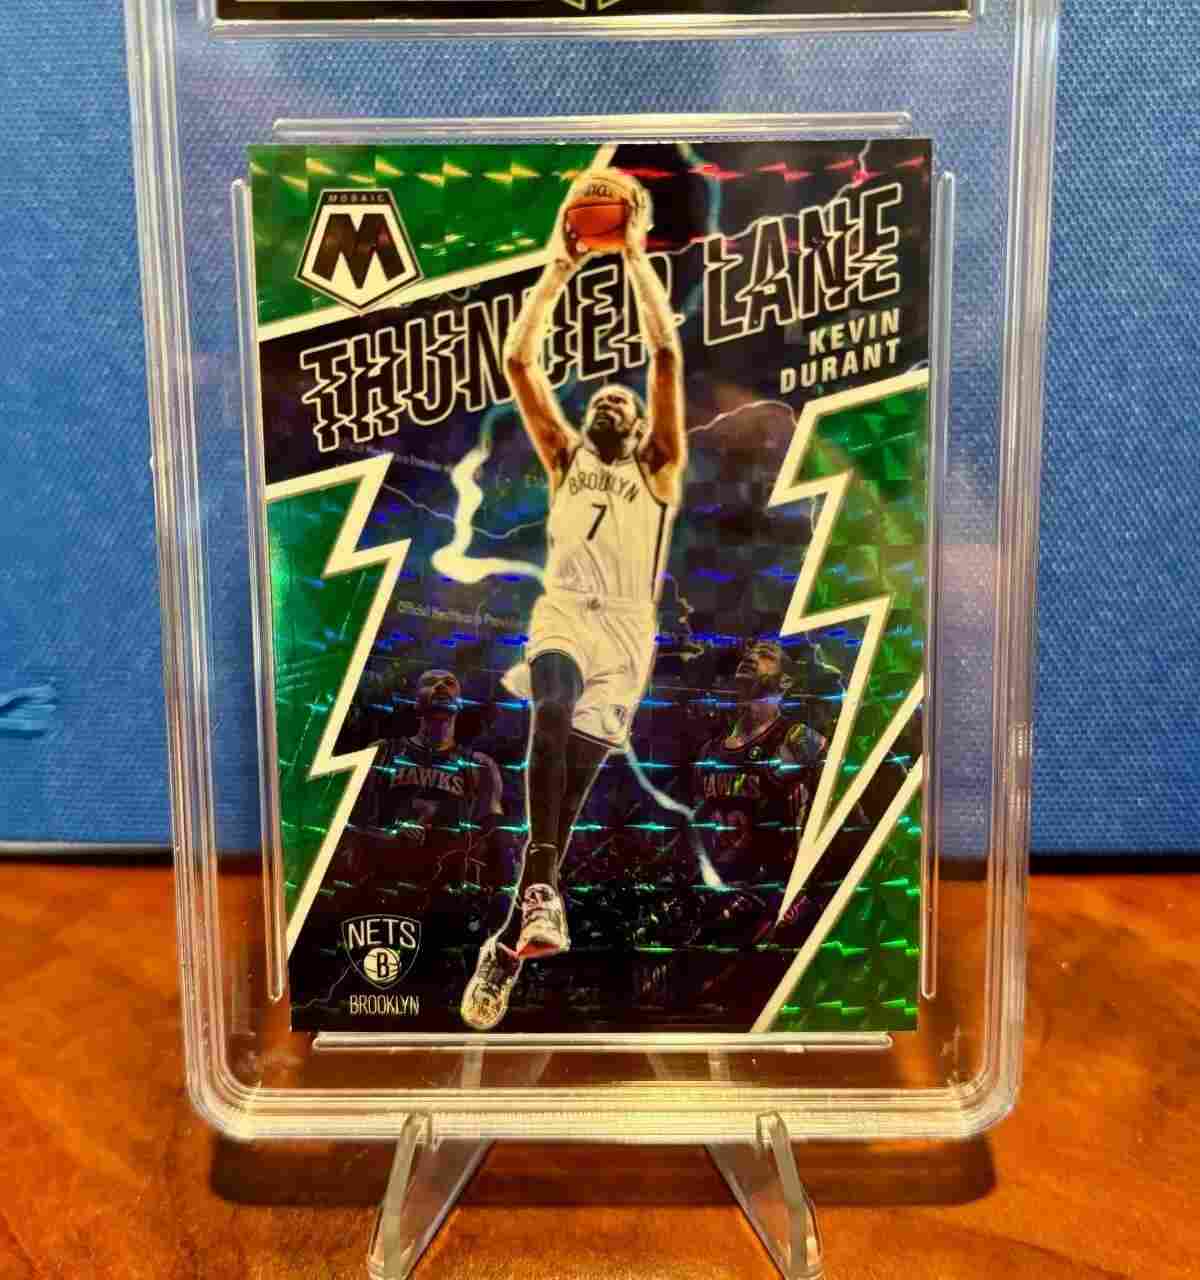 MOSAIC
M
THUNDER LANE
KEVIN
DURANT
BROOKLYN
7
HAWKS
HAWKS
NETS
B
BROOKLYN